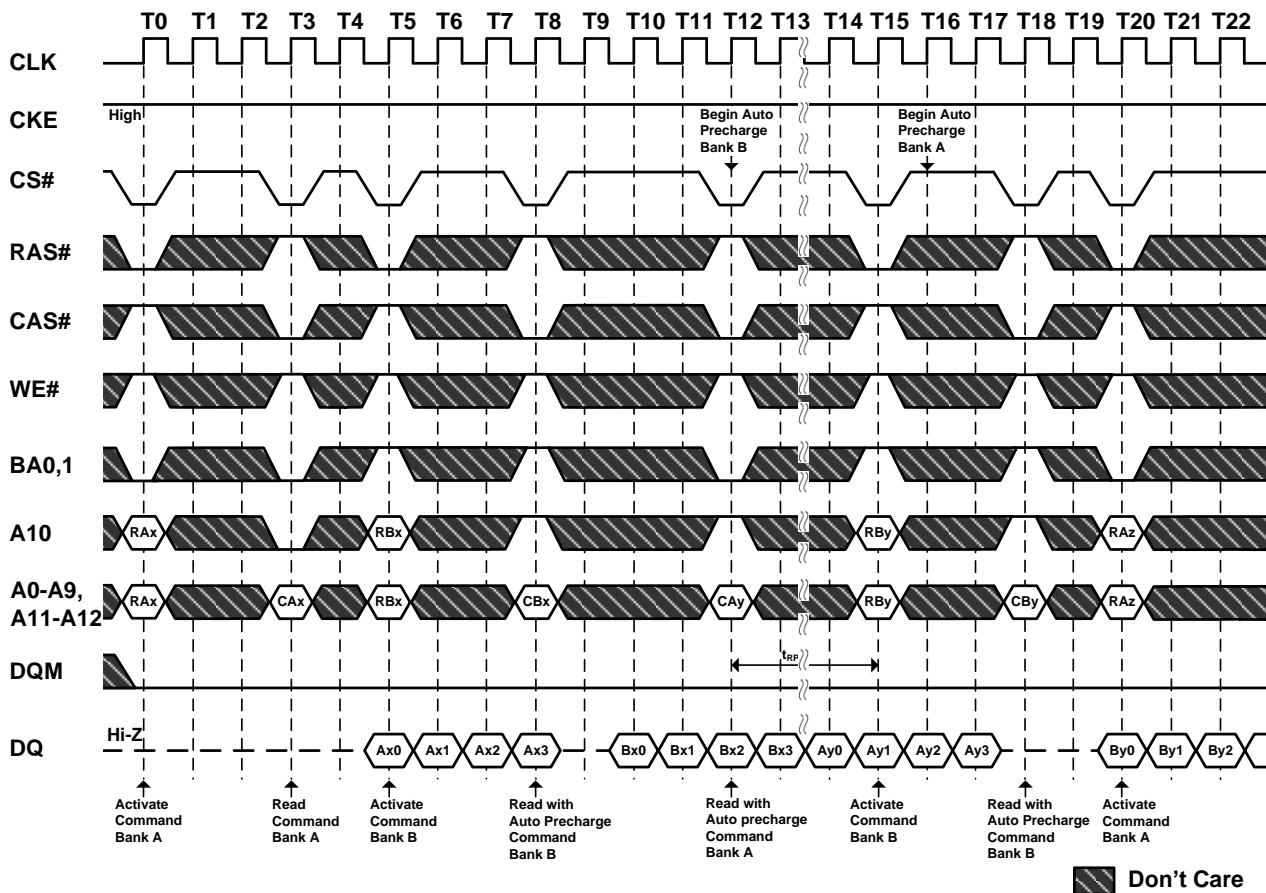 T0 T1 T2 T3 T4 T5 T6 T7 T8 T9 T10 T11 T12 T13 T14 T15 T16 T17 T18 T19 T20 T21 T22
CLK
CKE
High
Begin Auto
Precharge
Bank B
Begin Auto
Precharge
Bank A
CS#
RAS#
CAS#
WE#
BA0,1
A10
RAx RBx RBy RAz
A0-A9,
A11-A12
RAx CAx RBx CBx CAy RBy CBy RAz
DQM
tRP
DQ
Hi-Z
Ax0 Ax1 Ax2 Ax3 Bx0 Bx1 Bx2 Bx3 Ay0 Ay1 Ay2 Ay3 By0 By1 By2
Activate
Command
Bank A
Read
Command
Bank A
Activate
Command
Bank B
Read with
Auto Precharge
Command
Bank B
Read with
Auto precharge
Command
Bank A
Activate
Command
Bank B
Read with
Auto Precharge
Command
Bank B
Activate
Command
Bank A
Don't Care